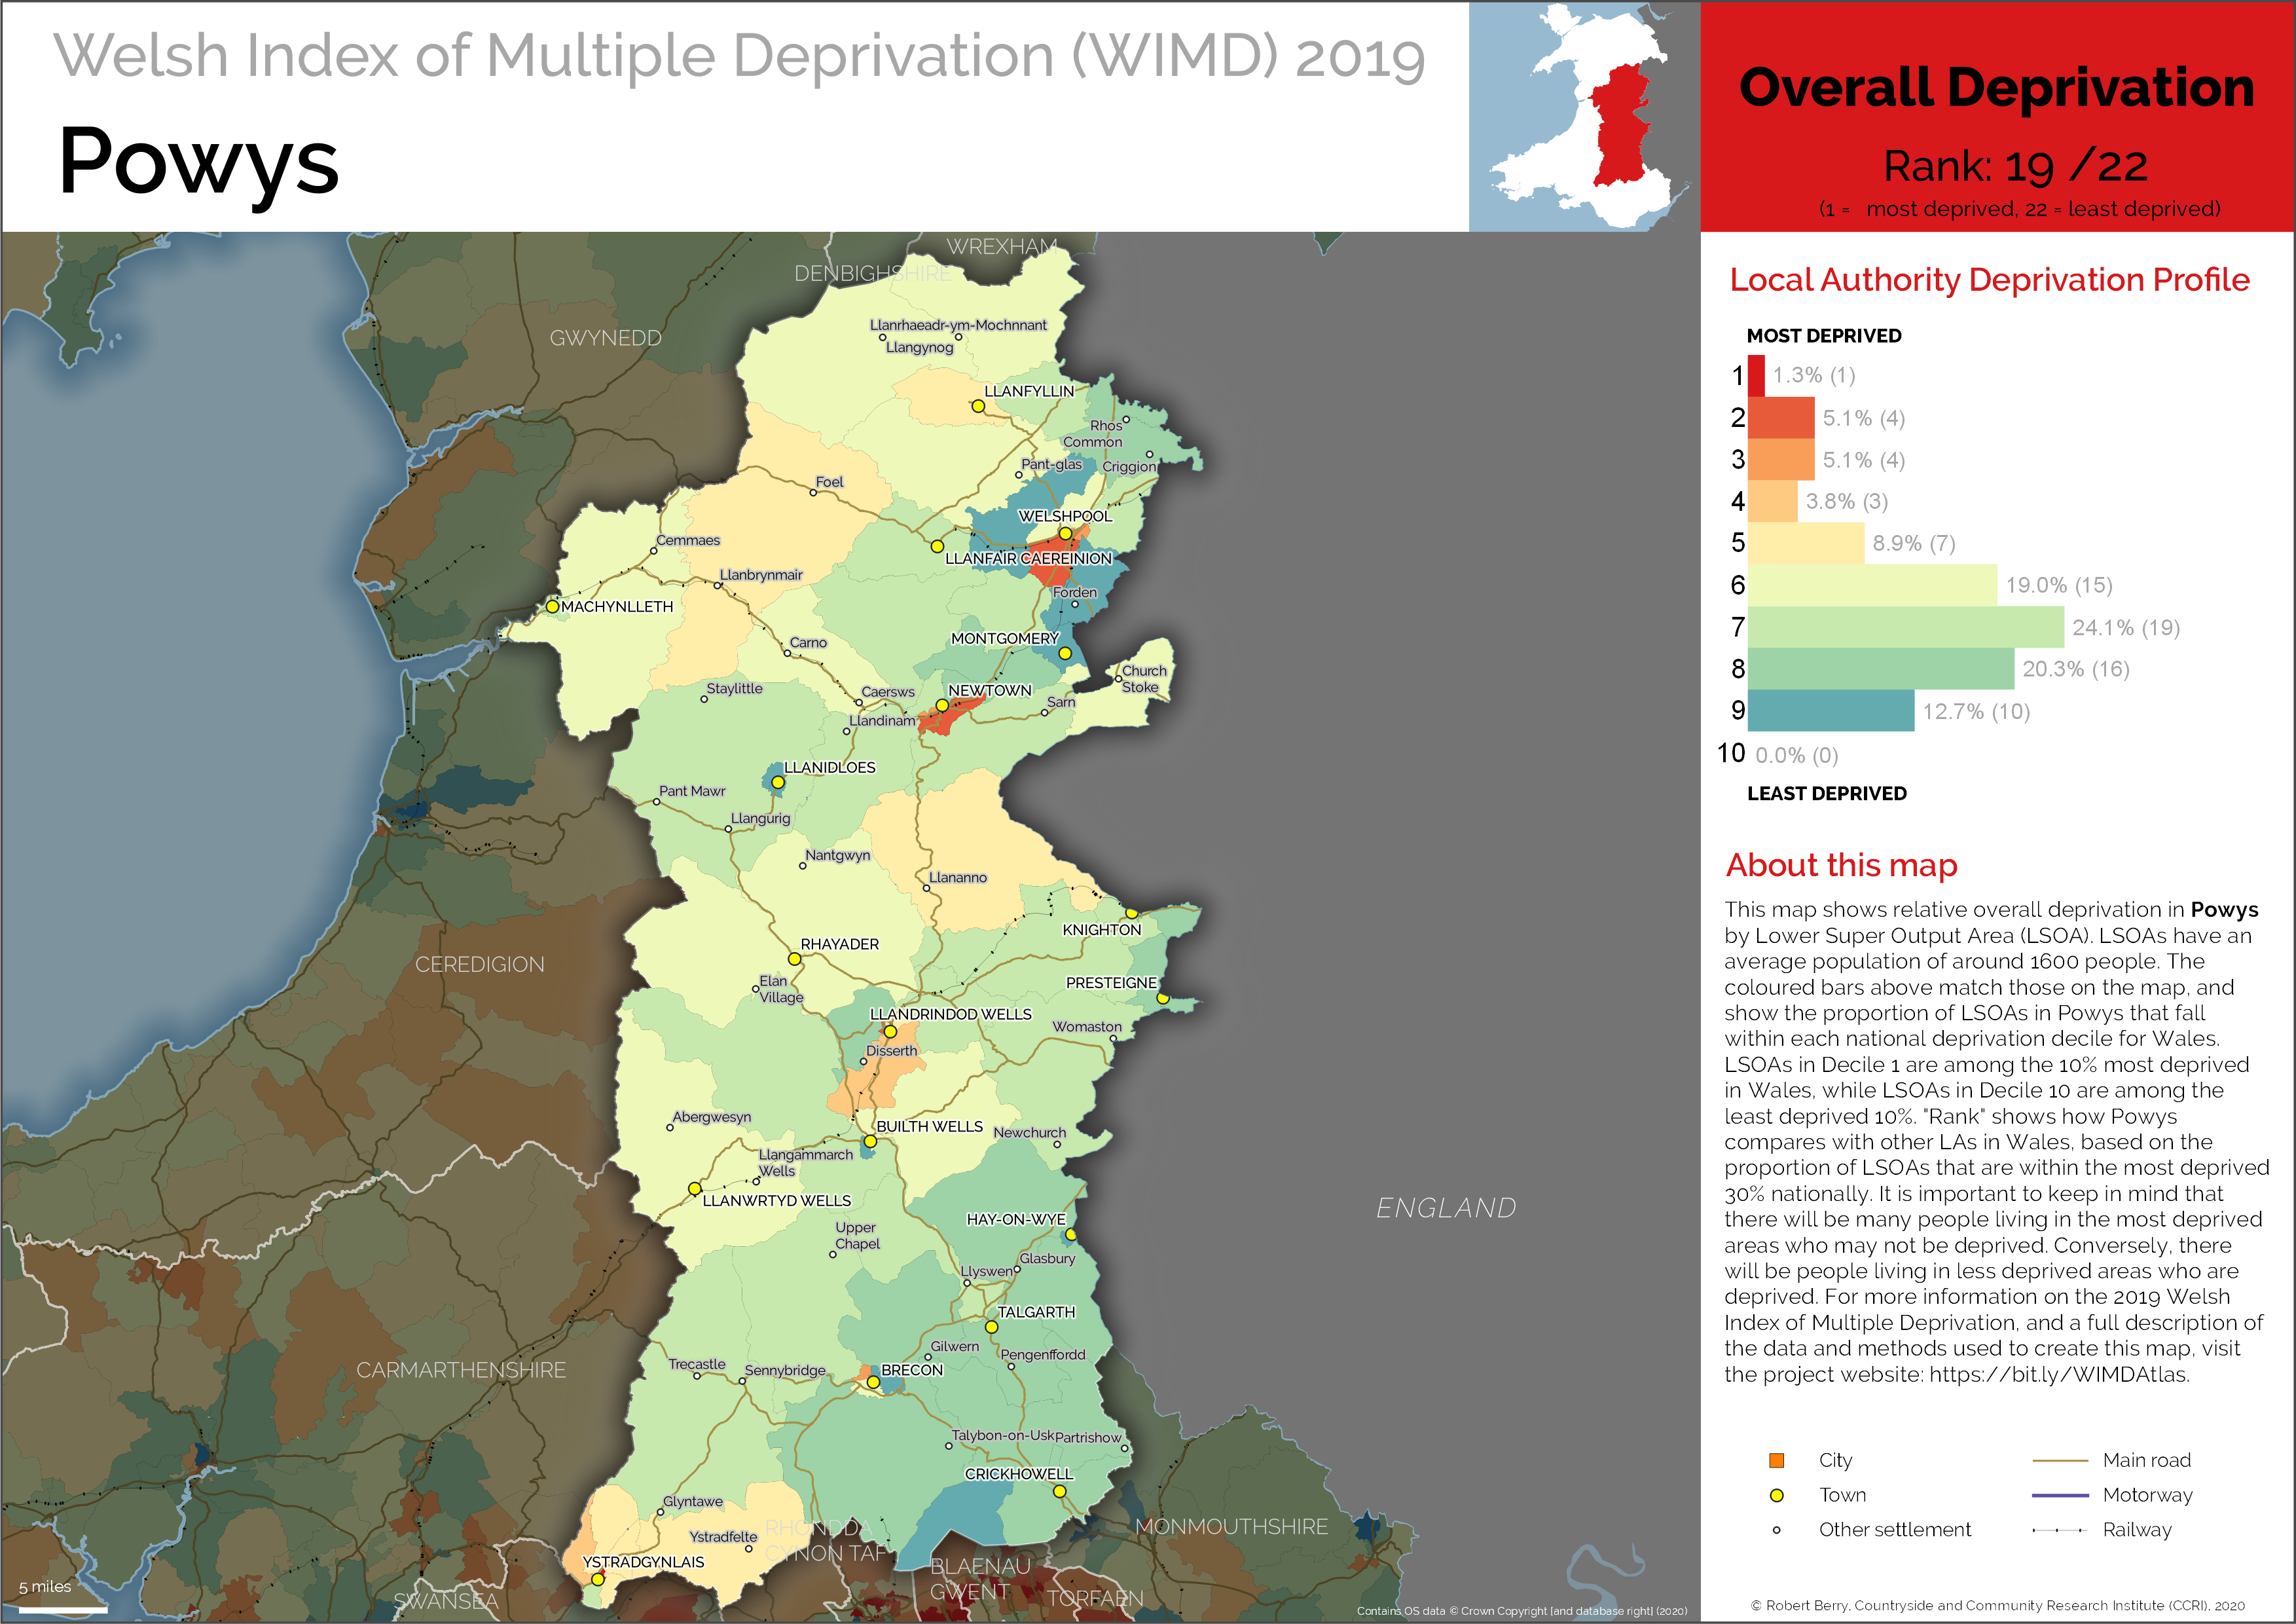 Welsh Index of Multiple Deprivation (WIMD) 2019
Powys
Overall Deprivation
Rank: 19 /22
(1 = most deprived, 22 = least deprived)
WREXHAM
DENBIGHSHIRE
GWYNEDD
Llanrhaeadr-ym-Mochnnant
Llangynog
LLANFYLLIN
Rhos
Common
Pant-glas
Criggion
Foel
WELSHPOOL
Cemmaes
LLANFAIR CAEREINION
Llanbrynmair
Forden
MACHYNLLETH
MONTGOMERY
Carno
Church
Stoke
Staylittle
Caersws
NEWTOWN
Sarn
Llandinam
LLANIDLOES
Pant Mawr
Llangurig
Nantgwyn
Llananno
KNIGHTON
RHAYADER
CEREDIGION
Elan
Village
PRESTEIGNE
LLANDRINDOD WELLS
Womaston
Disserth
Abergwesyn
BUILTH WELLS
Newchurch
Llangammarch
Wells
LLANWRTYD WELLS
ENGLAND
HAY-ON-WYE
Upper
Chapel
Glasbury
Llyswen
TALGARTH
Gilwern
Pengenffordd
Trecastle
Sennybridge
BRECON
CARMARTHENSHIRE
Talybon-on-Usk
Partrishow
CRICKHOWELL
Glyntawe
Ystradfelte
RHONDDA
CYNON TAF
MONMOUTHSHIRE
YSTRADGYNLAIS
BLAENAU
GWENT
TORFAEN
SWANSEA
5 miles
Contains OS data © Crown Copyright [and database right] (2020)
Local Authority Deprivation Profile
MOST DEPRIVED
1 1.3% (1)
2 5.1% (4)
3 5.1% (4)
4 3.8% (3)
5 8.9% (7)
6 19.0% (15)
7 24.1% (19)
8 20.3% (16)
9 12.7% (10)
10 0.0% (0)
LEAST DEPRIVED
About this map
This map shows relative overall deprivation in Powys
by Lower Super Output Area (LSOA). LSOAs have an
average population of around 1600 people. The
coloured bars above match those on the map, and
show the proportion of LSOAs in Powys that fall
within each national deprivation decile for Wales.
LSOAs in Decile 1 are among the 10% most deprived
in Wales, while LSOAs in Decile 10 are among the
least deprived 10%. "Rank" shows how Powys
compares with other LAs in Wales, based on the
proportion of LSOAs that are within the most deprived
30% nationally. It is important to keep in mind that
there will be many people living in the most deprived
areas who may not be deprived. Conversely, there
will be people living in less deprived areas who are
deprived. For more information on the 2019 Welsh
Index of Multiple Deprivation, and a full description of
the data and methods used to create this map, visit
the project website: https://bit.ly/WIMDAtlas.
City
Main road
Town
Motorway
Other settlement
Railway
© Robert Berry, Countryside and Community Research Institute (CCRI), 2020